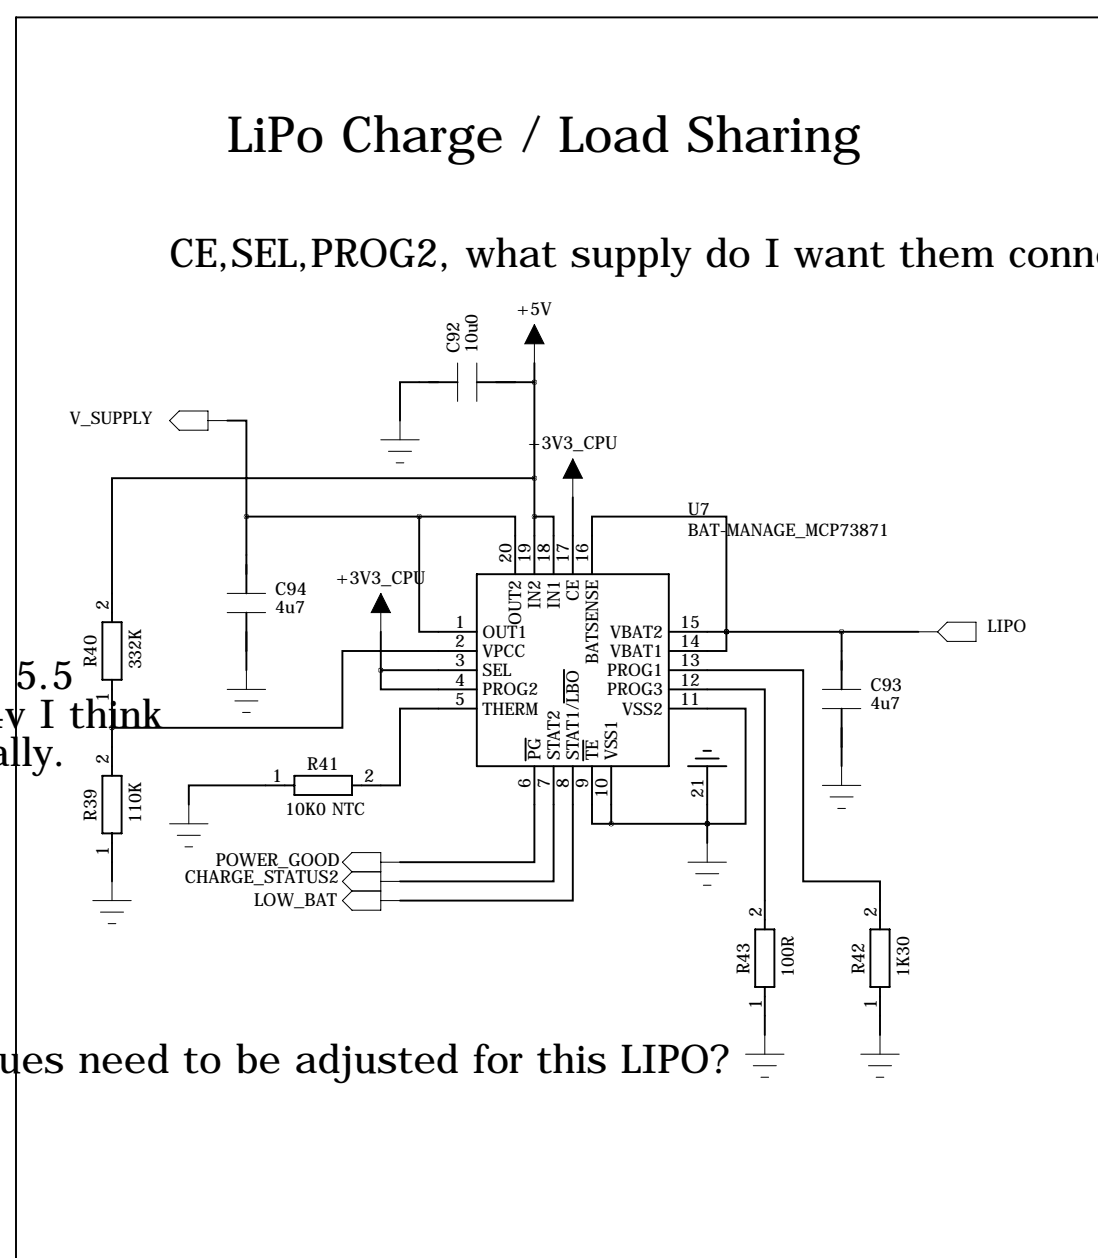 LiPo Charge / Load Sharing
CE,SEL,PROG2, what supply do I want them conn
+5V
C92
10u0
V_SUPPLY
+3V3_CPU
U7
BAT-MANAGE_MCP73871
20
19
18
17
16
+3V3_CPU
C94
4u7
OUT2
IN2
IN1
CE
BATSENSE
2
R40
332K
1
1
2
3
4
5
OUT1
VPCC
SEL
PROG2
THERM
VBAT2
VBAT1
PROG1
PROG3
VSS2
15
14
13
12
11
LIPO
C93
4u7
5.5
v I think
ally.
PG
STAT2
STAT1/LBO
TE
VSS1
6
7
8
9
10
21
2
R39
110K
1
1
R41
2
10K0 NTC
POWER_GOOD
CHARGE_STATUS2
LOW_BAT
2
R43
100R
1
2
R42
1K30
1
ues need to be adjusted for this LIPO?